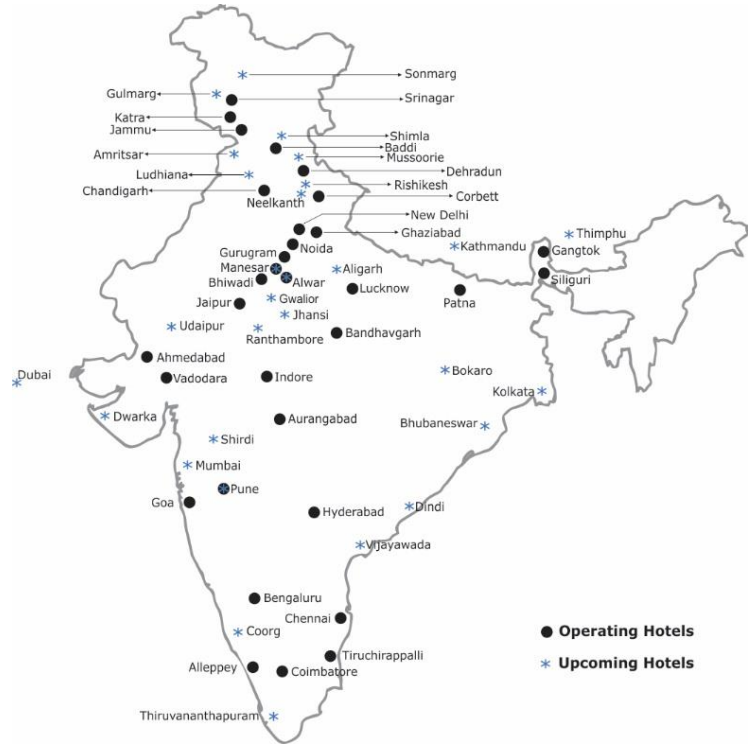 Sonmarg
Gulmarg
Srinagar
Katra
Jammu
Shimla
Baddi
Amritsar
Mussoorie
Dehradun
Ludhiana
Rishikesh
Chandigarh
Neelkanth
Corbett
New Delhi
Ghaziabad
Noida
Gurugram
Manesar
Bhiwadi
Alwar
Aligarh
Kathmandu
Thimphu
Gangtok
Siliguri
Lucknow
Patna
Jaipur
Gwalior
Jhansi
Udaipur
Ranthambore
Bandhavgarh
Ahmedabad
Vadodara
Indore
Bokaro
Dubai
Kolkata
Dwarka
Aurangabad
Bhubaneswar
Shirdi
Mumbai
Pune
Goa
Hyderabad
Dindi
Vijayawada
Bengaluru
Chennai
Coorg
Operating Hotels
Alleppey
Coimbatore
Tiruchirappalli
Upcoming Hotels
Thiruvananthapuram